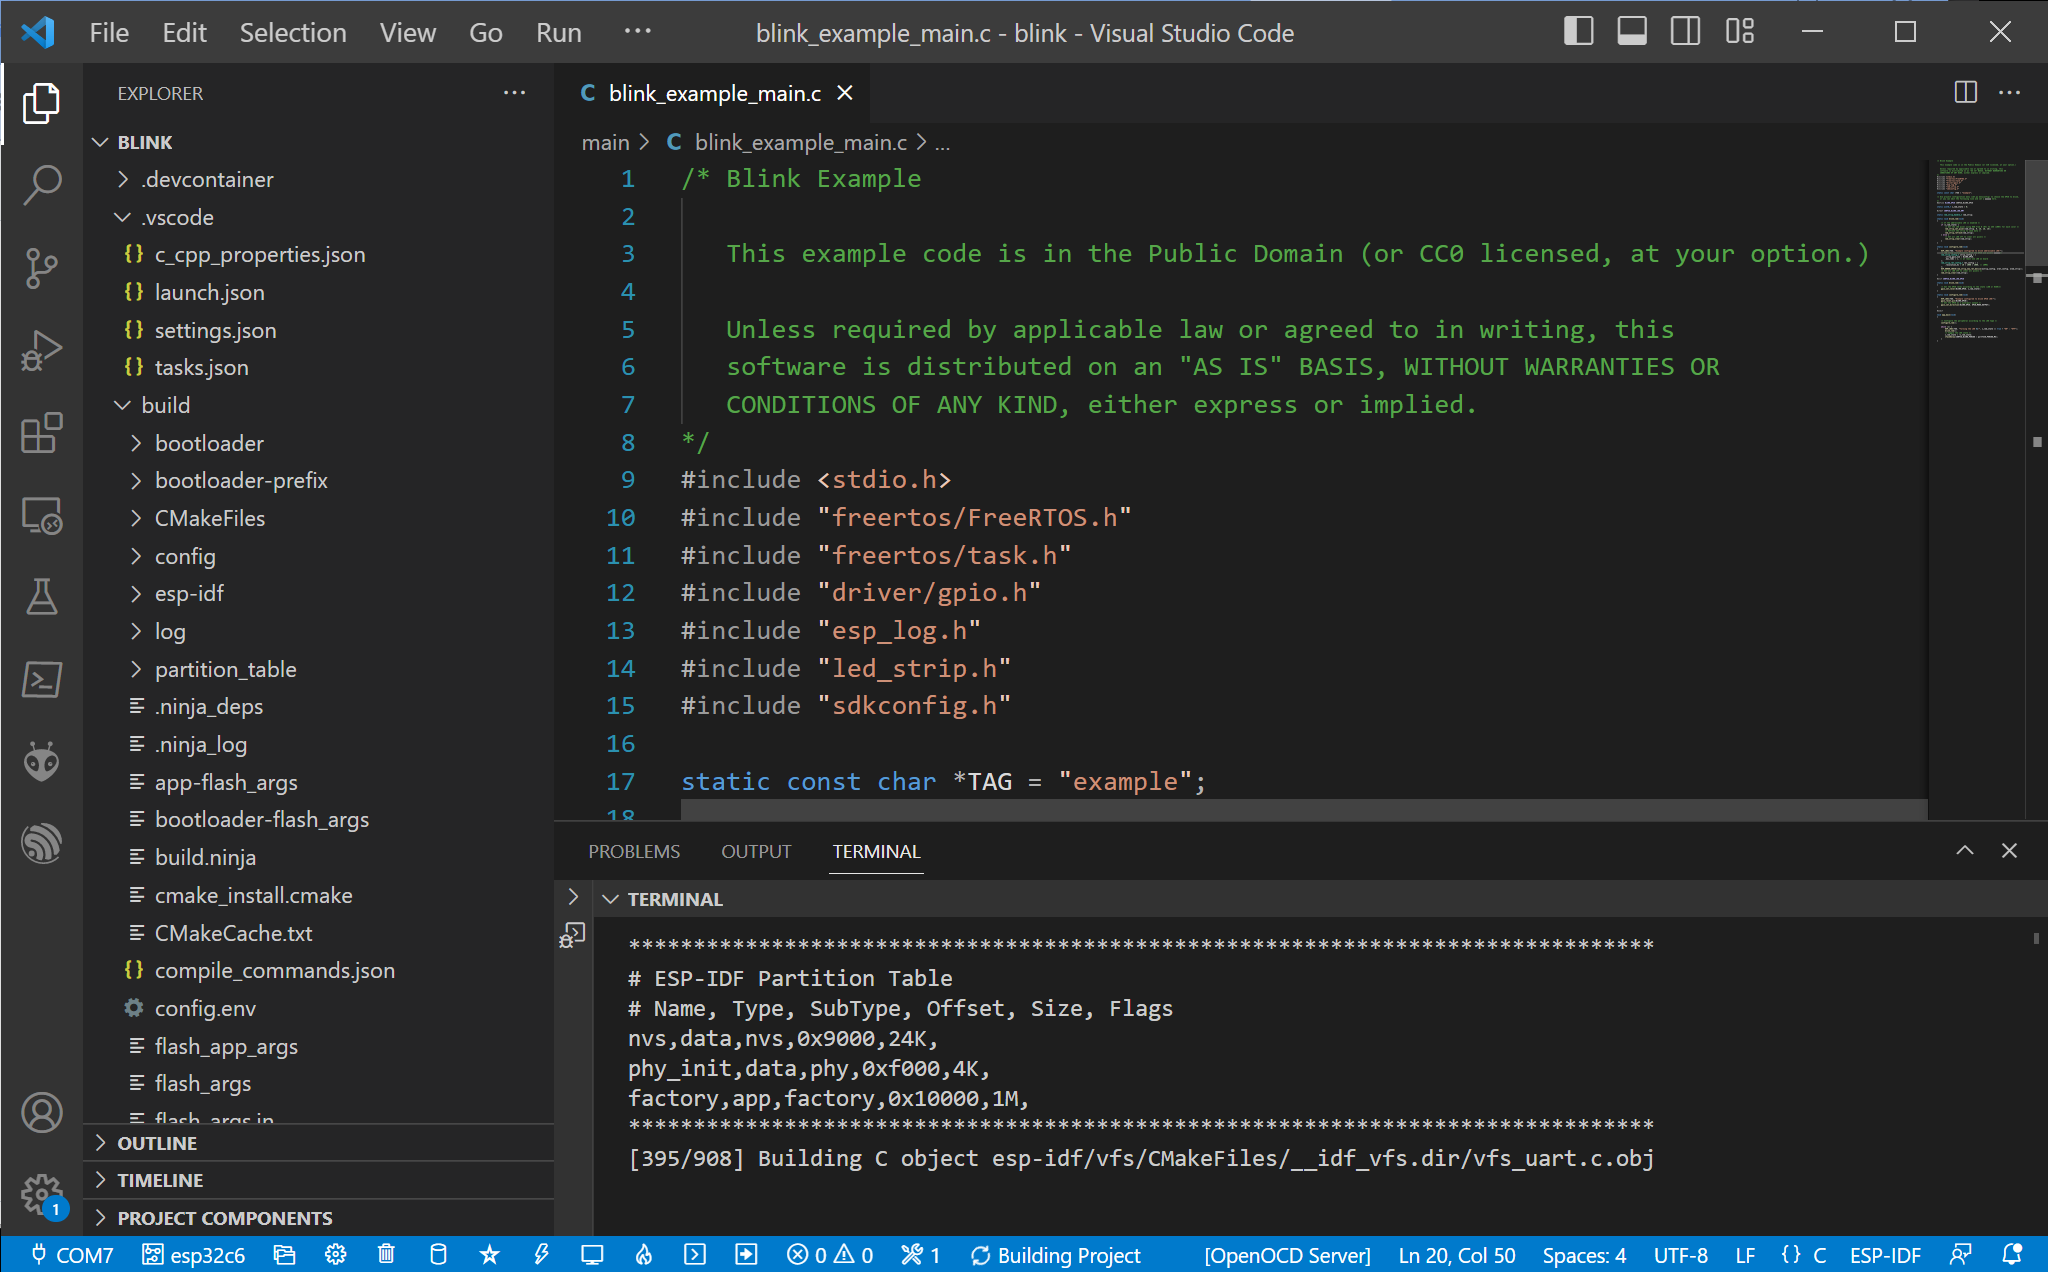 File Edit Selection View Go Run ···
blink_example_main.c - blink - Visual Studio Code
EXPLORER
BLINK
.devcontainer
.vscode
{} c_cpp_properties.json
{} launch.json
{} settings.json
{} tasks.json
build
bootloader
bootloader-prefix
CMakeFiles
config
esp-idf
log
partition_table
.ninja_deps
.ninja_log
app-flash_args
bootloader-flash_args
build.ninja
cmake_install.cmake
CMakeCache.txt
{} compile_commands.json
config.env
flash_app_args
flash_args
flash_args.in
OUTLINE
TIMELINE
PROJECT COMPONENTS
1
C blink_example_main.c
main > C blink_example_main.c > ...
1 /* Blink Example
2
3 This example code is in the Public Domain (or CC0 licensed, at your option.)
4
5 Unless required by applicable law or agreed to in writing, this
6 software is distributed on an "AS IS" BASIS, WITHOUT WARRANTIES OR
7 CONDITIONS OF ANY KIND, either express or implied.
8 */
9 #include <stdio.h>
10 #include "freertos/FreeRTOS.h"
11 #include "freertos/task.h"
12 #include "driver/gpio.h"
13 #include "esp_log.h"
14 #include "led_strip.h"
15 #include "sdkconfig.h"
16
17 static const char *TAG = "example";
18
PROBLEMS OUTPUT TERMINAL
TERMINAL
*******************************************************************************
# ESP-IDF Partition Table
# Name, Type, SubType, Offset, Size, Flags
nvs,data,nvs,0x9000,24K,
phy_init,data,phy,0xf000,4K,
factory,app,factory,0x10000,1M,
*******************************************************************************
[395/908] Building C object esp-idf/vfs/CMakeFiles/__idf_vfs.dir/vfs_uart.c.obj
COM7 esp32c6 0 0 1 Building Project [OpenOCD Server] Ln 20, Col 50 Spaces: 4 UTF-8 LF {} C ESP-IDF